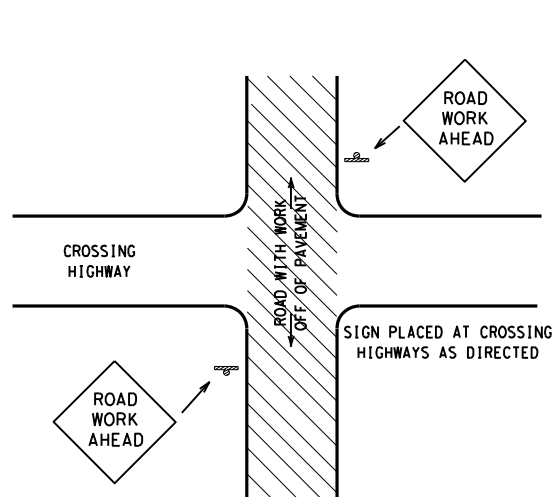 ROAD
WORK
AHEAD
ROAD WITH WORK
OFF OF PAVEMENT
CROSSING
HIGHWAY
SIGN PLACED AT CROSSING
HIGHWAYS AS DIRECTED
ROAD
WORK
AHEAD